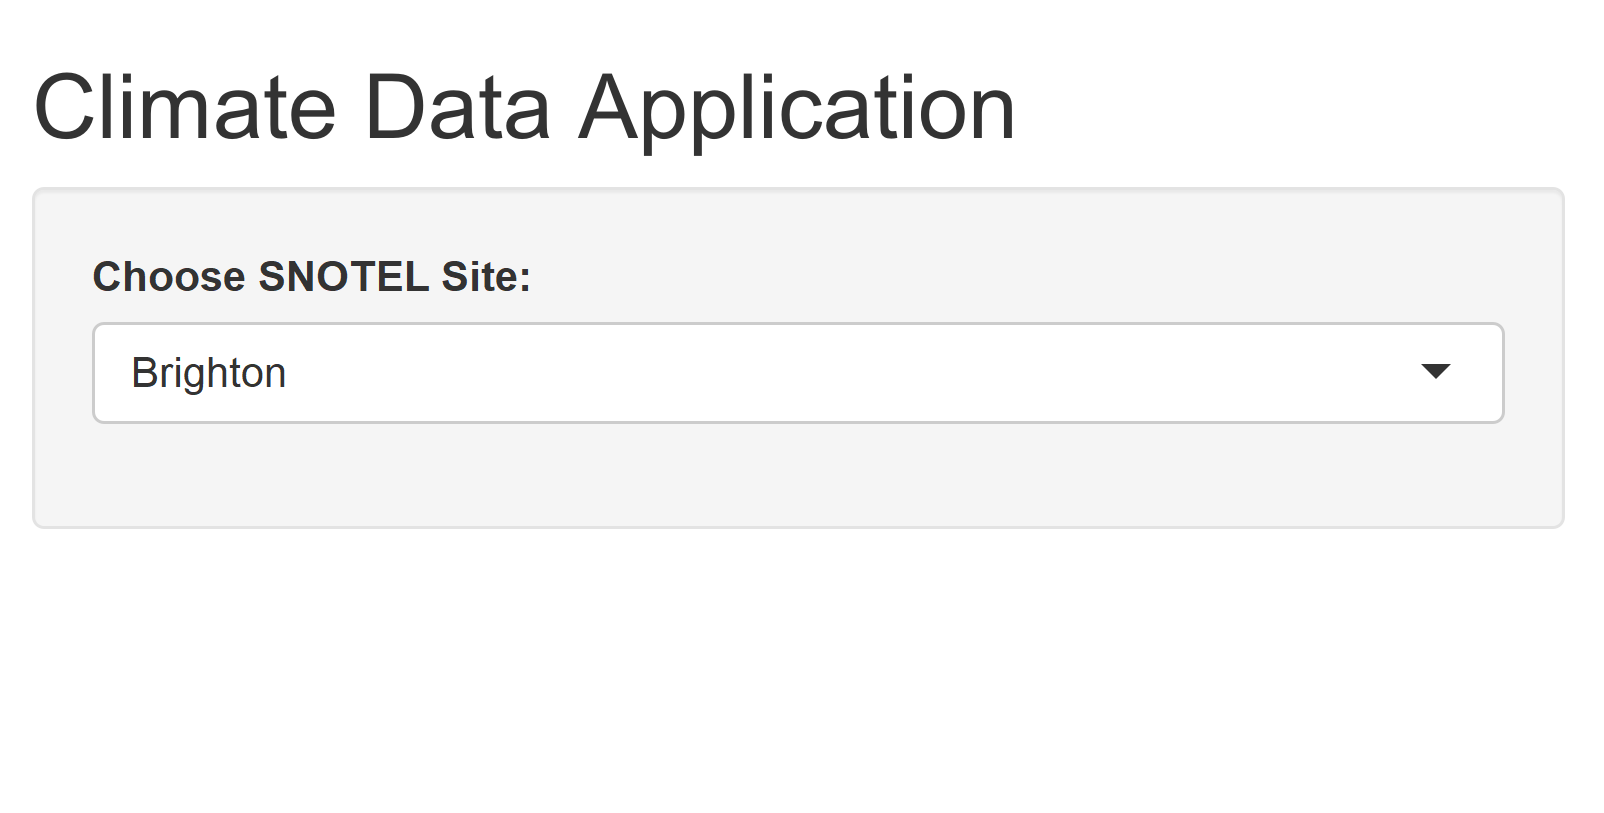 Climate Data Application
Choose SNOTEL Site:
Brighton